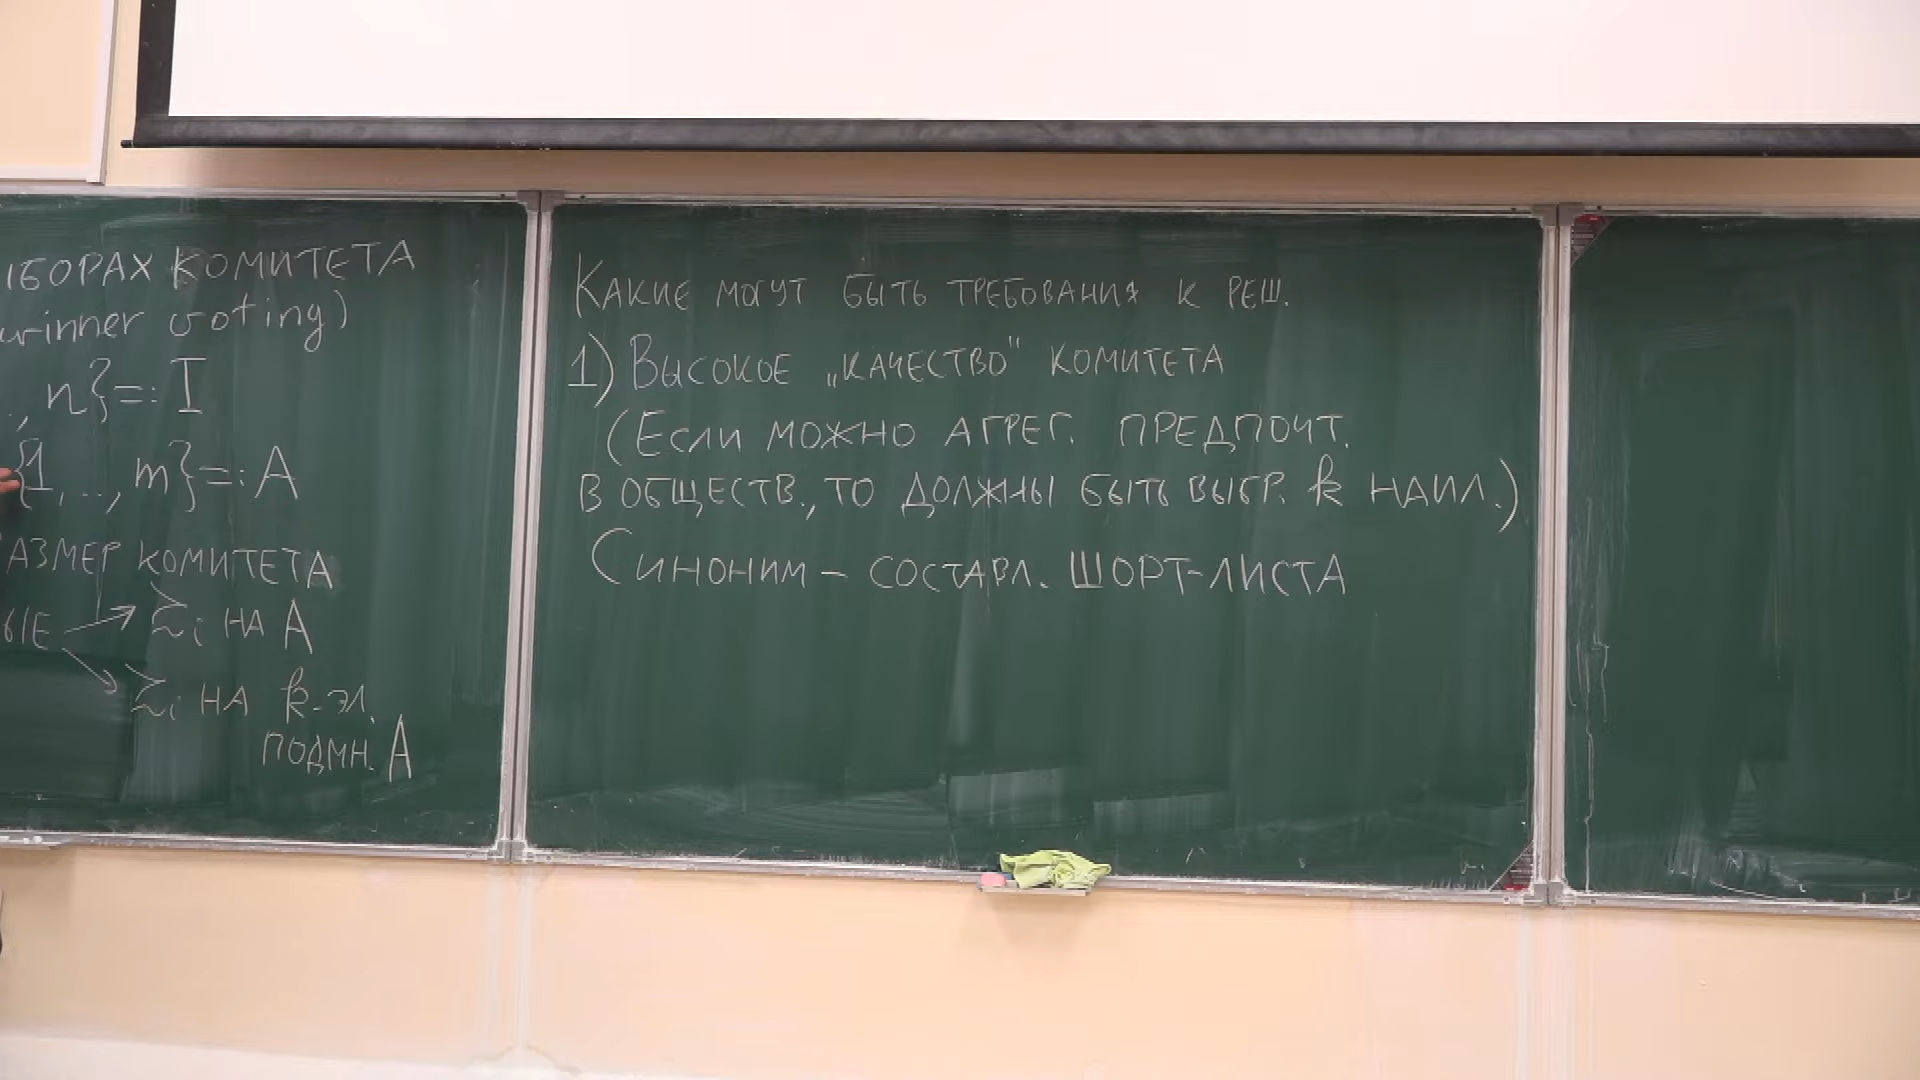 ЫБОРАХ КОМИТЕТА
winner voting)
, n}=: I
{1, .., m}=: A
АЗМЕР КОМИТЕТА
ЫЕ → ≿i НА A
≿i НА k-ЭЛ.
ПОДМН. A
КАКИЕ МОГУТ БЫТЬ ТРЕБОВАНИЯ К РЕШ.
1) ВЫСОКОЕ „КАЧЕСТВО" КОМИТЕТА
(ЕСЛИ МОЖНО АГРЕГ. ПРЕДПОЧТ.
В ОБЩЕСТВ., ТО ДОЛЖНЫ БЫТЬ ВЫБР. k НАИЛ.)
СИНОНИМ – СОСТАВЛ. ШОРТ-ЛИСТА